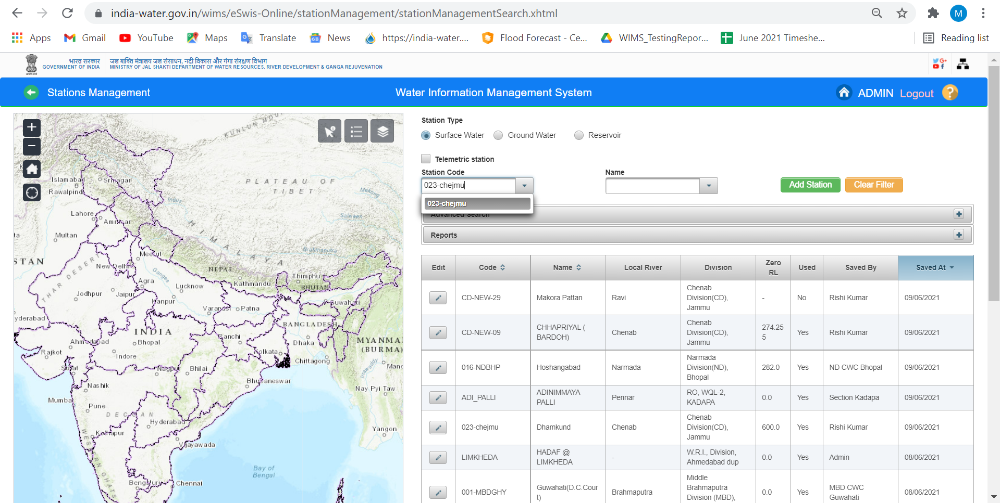 india-water.gov.in/wims/eSwis-Online/stationManagement/stationManagementSearch.xhtml
M
Apps
Gmail
YouTube
Maps
Translate
News
https://india-water....
Flood Forecast - Ce...
WIMS_TestingRepor...
June 2021 Timeshe...
Reading list
भारत सरकार
GOVERNMENT OF INDIA
जल शक्ति मंत्रालय जल संसाधन, नदी विकास और गंगा संरक्षण विभाग
MINISTRY OF JAL SHAKTI DEPARTMENT OF WATER RESOURCES, RIVER DEVELOPMENT & GANGA REJUVENATION
Stations Management
Water Information Management System
ADMIN
Logout
?
Station Type
Surface Water
Ground Water
Reservoir
Telemetric station
Station Code
Name
023-chejmu
Add Station
Clear Filter
023-chejmu
Advanced Search
Reports
Edit Code Name Local River Division Zero RL Used Saved By Saved At
CD-NEW-29 Makora Pattan Ravi Chenab Division(CD), Jammu - No Rishi Kumar 09/06/2021
CD-NEW-09 CHHAPRIYAL ( BARDOH) Chenab Chenab Division(CD), Jammu 274.25 5 Yes Rishi Kumar 09/06/2021
016-NDBHP Hoshangabad Narmada Narmada Division(ND), Bhopal 282.0 Yes ND CWC Bhopal 09/06/2021
ADI_PALLI ADINIMMAYA PALLI Pennar RO, WQL-2, KADAPA 0.0 Yes Section Kadapa 09/06/2021
023-chejmu Dhamkund Chenab Chenab Division(CD), Jammu 600.0 Yes Rishi Kumar 09/06/2021
LIMKHEDA HADAF @ LIMKHEDA - W.R.I., Division, Ahmedabad dup 0.0 Yes Admin 08/06/2021
001-MBDGHY Guwahati(D.C.Cour t) Brahmaputra Middle Brahmaputra Division (MBD), 0.0 Yes MBD CWC Guwahati 08/06/2021
KUNLUN
PLATEAU OF
TIBET
Islamabad
Srinagar
Rawalpindi
Indus
Mekong
Lahore
Amritsar
Salween
Multan
HIMALAYA
Meerut
STAN
New Delhi
THAR DESERT
Ganges
NEPAL
Brahmaputra
Thimphu
Agra
Lucknow
Kathmandu
BHUTAN
Jodhpur
Jaipur
Kanpur
Guwahati
Varanasi
Patna
yderabad
INDIA
BANGLADESH
Ranchi
Dhaka
MYANMA
(BURMA)
Ahmedabad
Bhopal
Kolkata
Rajkot
Indore
Chittagong
Irrawaddy
Surat
Nagpur
Bhilai
Mand
Nashik
Bhubaneswar
Nay Pyi Taw
Mumbai
Pune
DECCAN
Hyderabad
Yangon
Kolhapur
Vijayawada
WESTERN GHATS
Bay of
Bengal
Bengaluru
Chennai